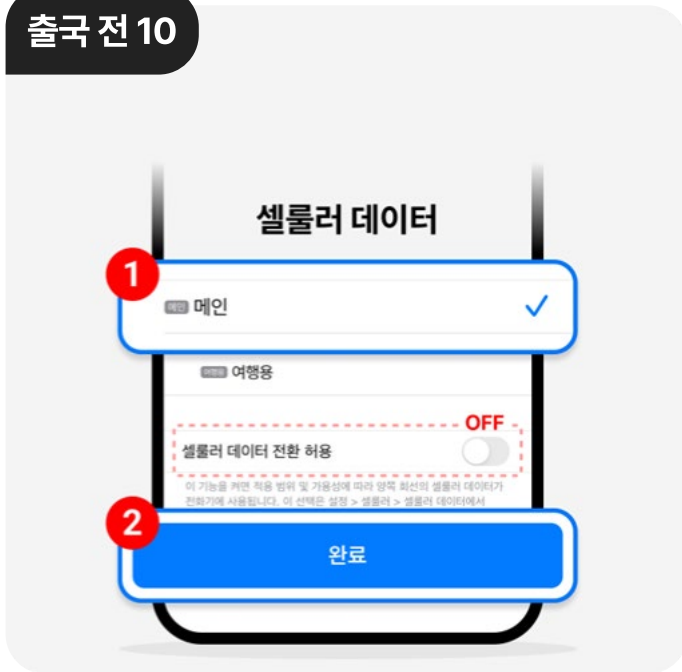 출국 전 10
셀룰러 데이터
1
메인 메인 ✓
여행용 여행용
OFF
셀룰러 데이터 전환 허용
이 기능을 켜면 적용 범위 및 가용성에 따라 양쪽 회선의 셀룰러 데이터가
전화기에 사용됩니다. 이 선택은 설정 > 셀룰러 > 셀룰러 데이터에서
2
완료